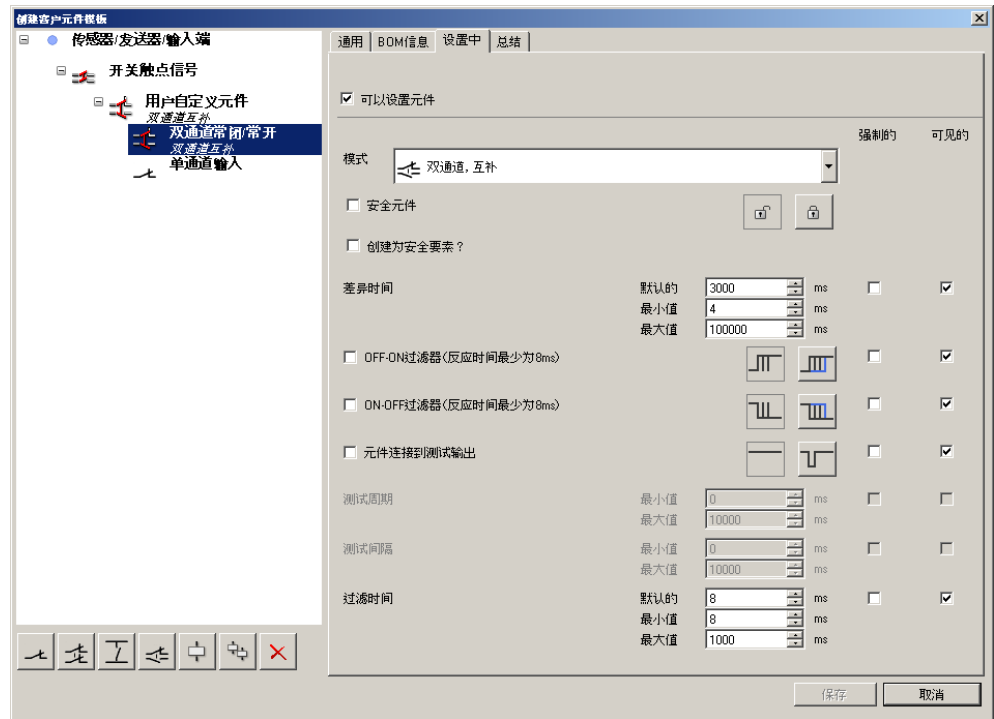 创建客户元件模板
传感器/发送器/输入端
开关触点信号
用户自定义元件
双通道互补
双通道常闭/常开
双通道互补
单通道输入
通用 BOM信息 设置中 总结
可以设置元件
强制的 可见的
模式 双通道, 互补
安全元件
创建为安全要素？
差异时间 默认的 3000 ms
最小值 4 ms
最大值 100000 ms
OFF-ON过滤器(反应时间最少为8ms)
ON-OFF过滤器(反应时间最少为8ms)
元件连接到测试输出
测试周期 最小值 0 ms
最大值 10000 ms
测试间隔 最小值 0 ms
最大值 10000 ms
过滤时间 默认的 8 ms
最小值 8 ms
最大值 1000 ms
保存 取消